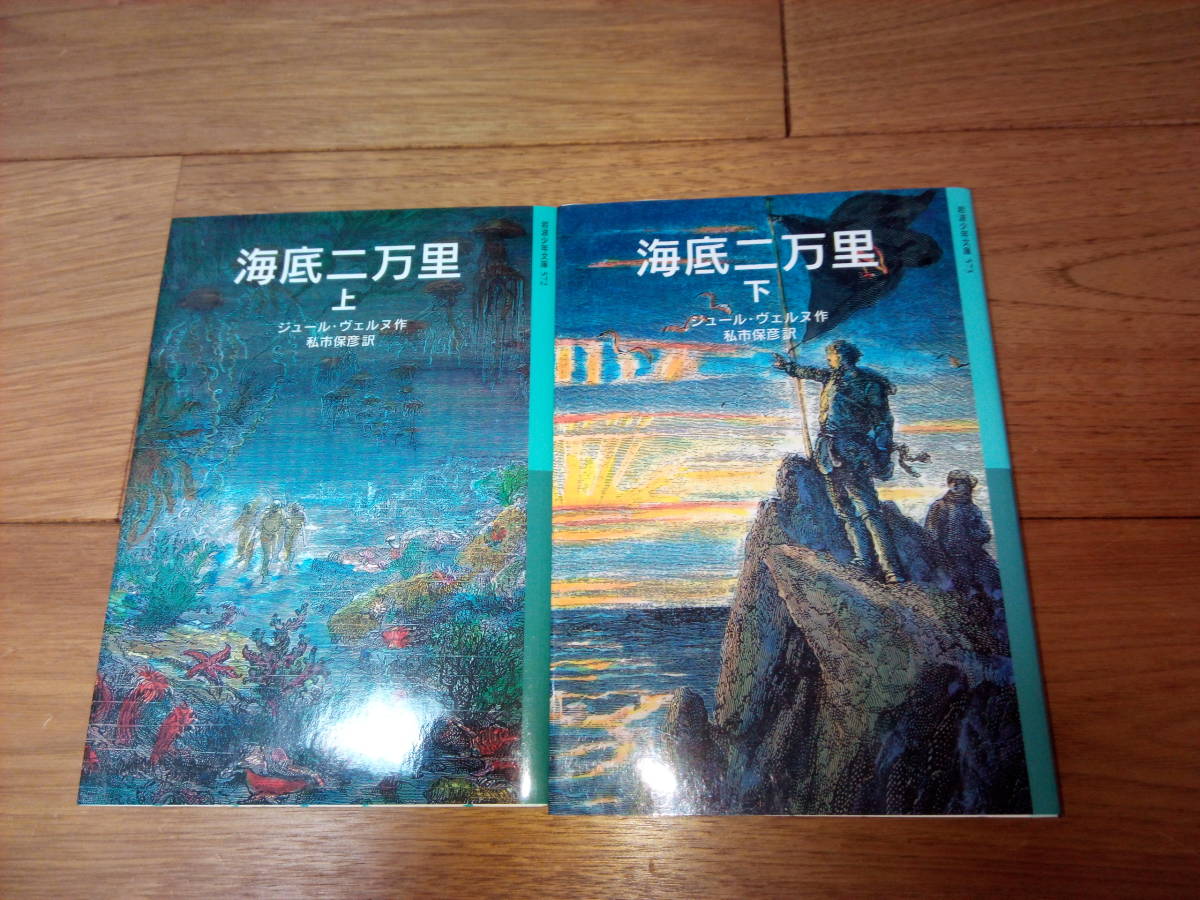 海底二万里
上
ジュール・ヴェルヌ作
私市保彦訳
岩波少年文庫 572
海底二万里
下
ジュール・ヴェルヌ作
私市保彦訳
岩波少年文庫 573